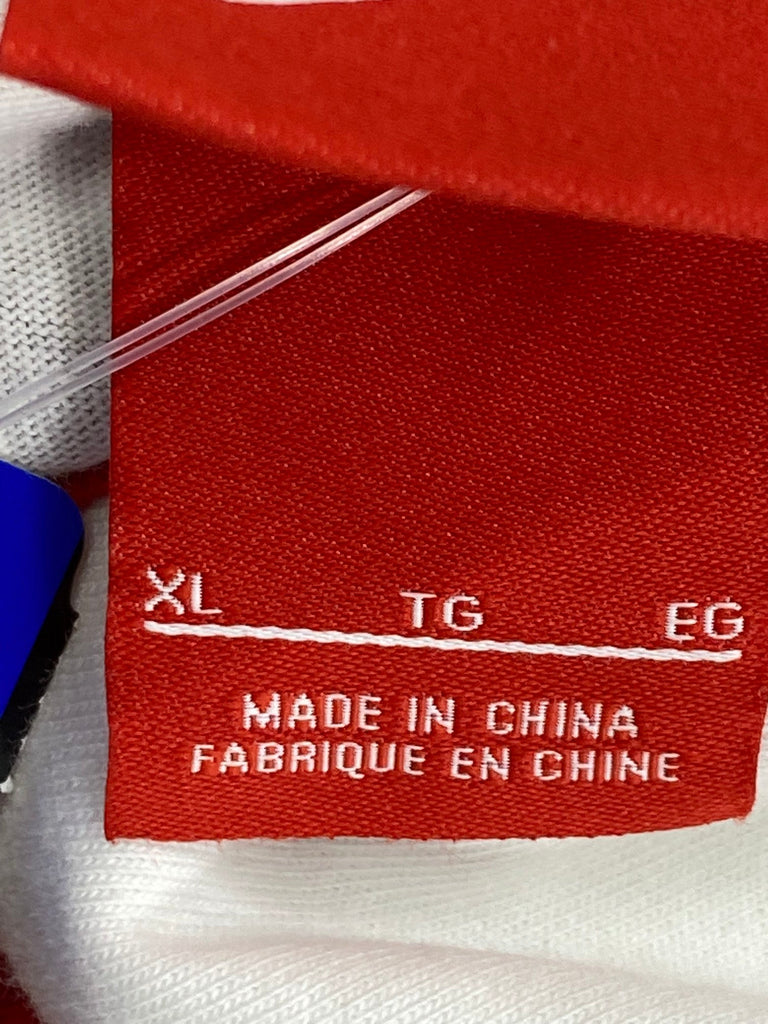 XL TG EG
MADE IN CHINA
FABRIQUE EN CHINE